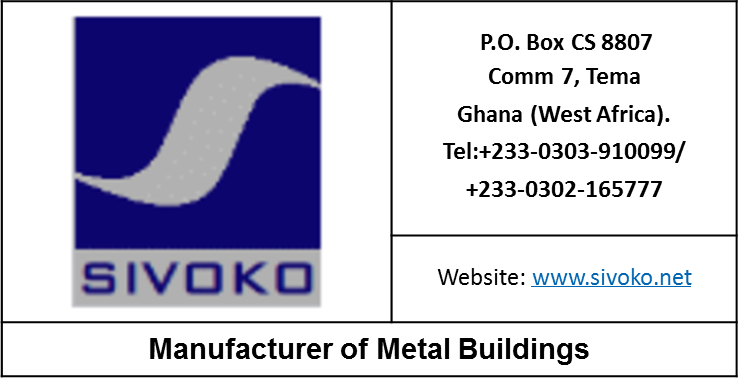 SIVOKO
P.O. Box CS 8807
Comm 7, Tema
Ghana (West Africa).
Tel:+233-0303-910099/
+233-0302-165777
Website: www.sivoko.net
Manufacturer of Metal Buildings